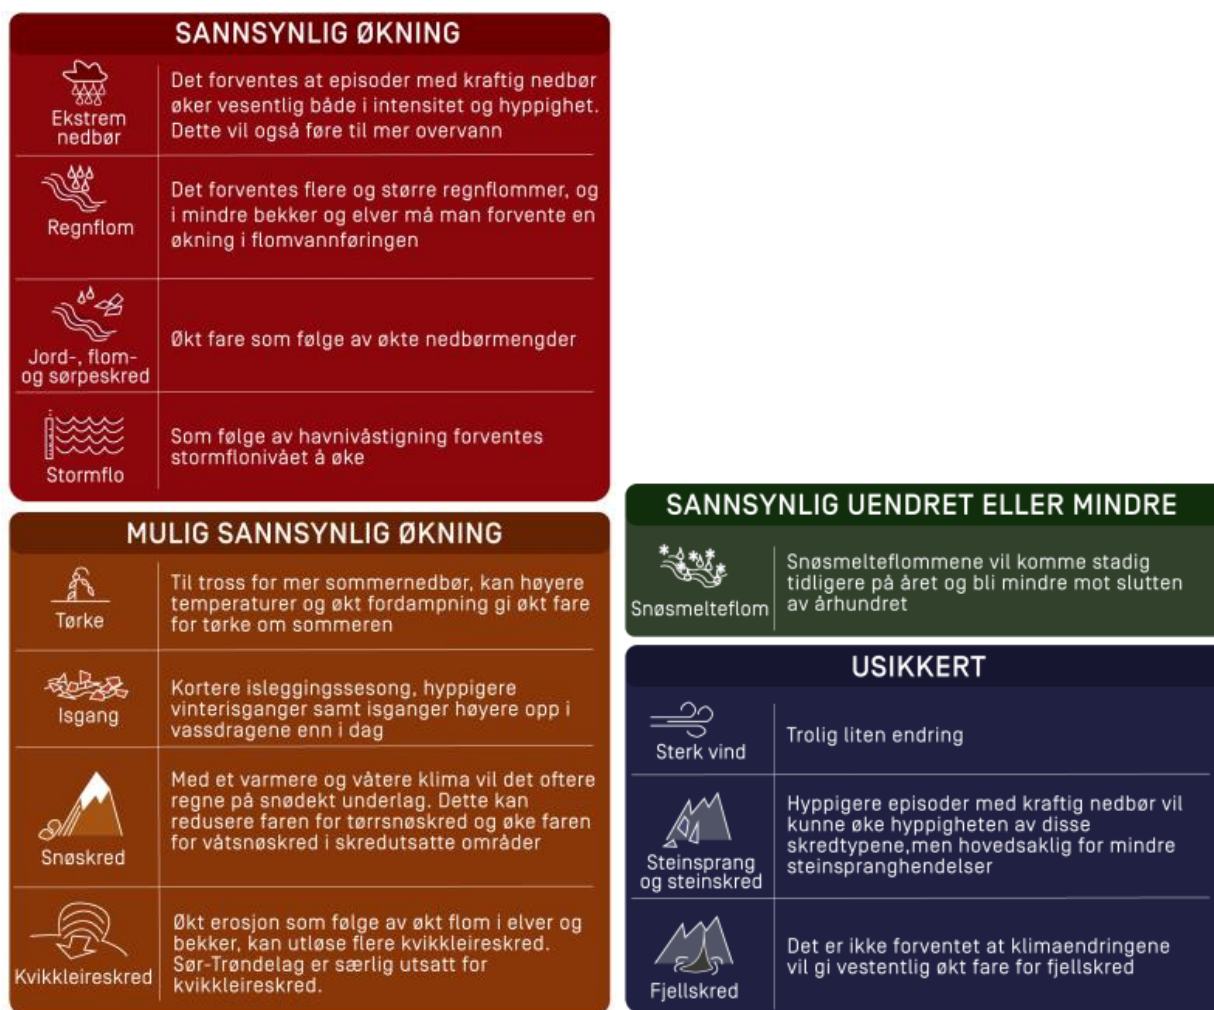 SANNSYNLIG ØKNING
Ekstrem
nedbør
Det forventes at episoder med kraftig nedbør
øker vesentlig både i intensitet og hyppighet.
Dette vil også føre til mer overvann
Regnflom
Det forventes flere og større regnflommer, og
i mindre bekker og elver må man forvente en
økning i flomvannføringen
Jord-, flom-
og sørpeskred
Økt fare som følge av økte nedbørmengder
Stormflo
Som følge av havnivåstigning forventes
stormflonivået å øke
MULIG SANNSYNLIG ØKNING
Tørke
Til tross for mer sommernedbør, kan høyere
temperaturer og økt fordampning gi økt fare
for tørke om sommeren
Isgang
Kortere isleggingssesong, hyppigere
vinterisganger samt isganger høyere opp i
vassdragene enn i dag
Snøskred
Med et varmere og våtere klima vil det oftere
regne på snødekt underlag. Dette kan
redusere faren for tørrsnøskred og øke faren
for våtsnøskred i skredutsatte områder
Kvikkleireskred
Økt erosjon som følge av økt flom i elver og
bekker, kan utløse flere kvikkleireskred.
Sør-Trøndelag er særlig utsatt for
kvikkleireskred.
SANNSYNLIG UENDRET ELLER MINDRE
Snøsmelteflom
Snøsmelteflommene vil komme stadig
tidligere på året og bli mindre mot slutten
av århundret
USIKKERT
Sterk vind
Trolig liten endring
Steinsprang
og steinskred
Hyppigere episoder med kraftig nedbør vil
kunne øke hyppigheten av disse
skredtypene,men hovedsaklig for mindre
steinspranghendelser
Fjellskred
Det er ikke forventet at klimaendringene
vil gi vestentlig økt fare for fjellskred